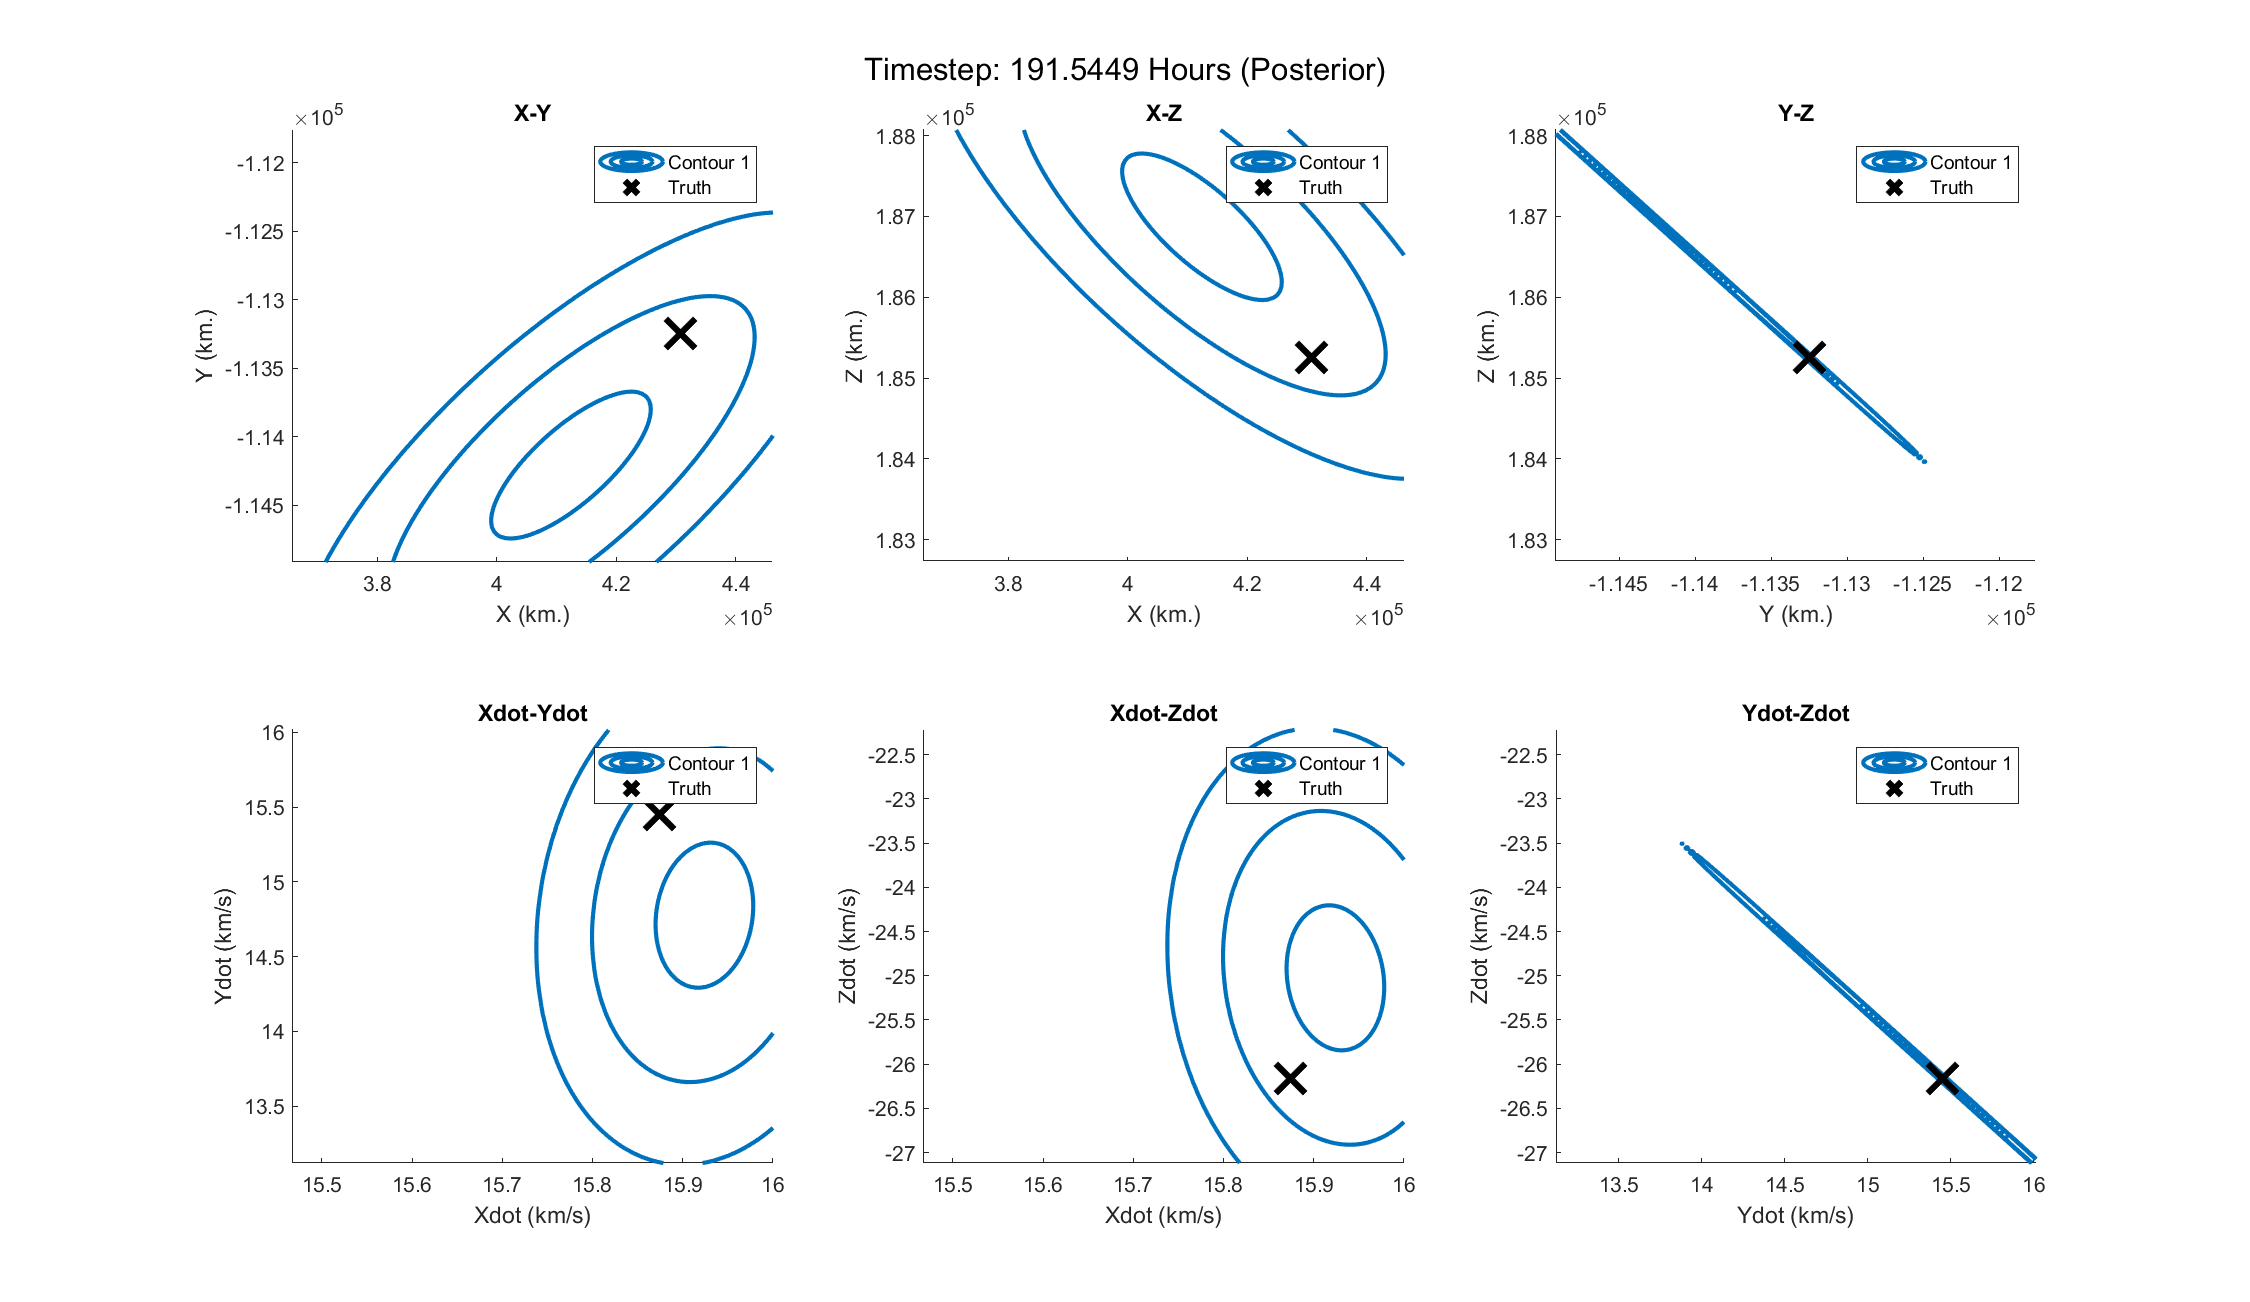 Timestep: 191.5449 Hours (Posterior)
X-Y
×10^5
-1.12
-1.125
-1.13
-1.135
-1.14
-1.145
Y (km.)
3.8 4 4.2 4.4
X (km.)
×10^5
Contour 1
Truth
X-Z
×10^5
1.88
1.87
1.86
1.85
1.84
1.83
Z (km.)
3.8 4 4.2 4.4
X (km.)
×10^5
Contour 1
Truth
Y-Z
×10^5
1.88
1.87
1.86
1.85
1.84
1.83
Z (km.)
-1.145 -1.14 -1.135 -1.13 -1.125 -1.12
Y (km.)
×10^5
Contour 1
Truth
Xdot-Ydot
16
15.5
15
14.5
14
13.5
Ydot (km/s)
15.5 15.6 15.7 15.8 15.9 16
Xdot (km/s)
Contour 1
Truth
Xdot-Zdot
-22.5
-23
-23.5
-24
-24.5
-25
-25.5
-26
-26.5
-27
Zdot (km/s)
15.5 15.6 15.7 15.8 15.9 16
Xdot (km/s)
Contour 1
Truth
Ydot-Zdot
-22.5
-23
-23.5
-24
-24.5
-25
-25.5
-26
-26.5
-27
Zdot (km/s)
13.5 14 14.5 15 15.5 16
Ydot (km/s)
Contour 1
Truth